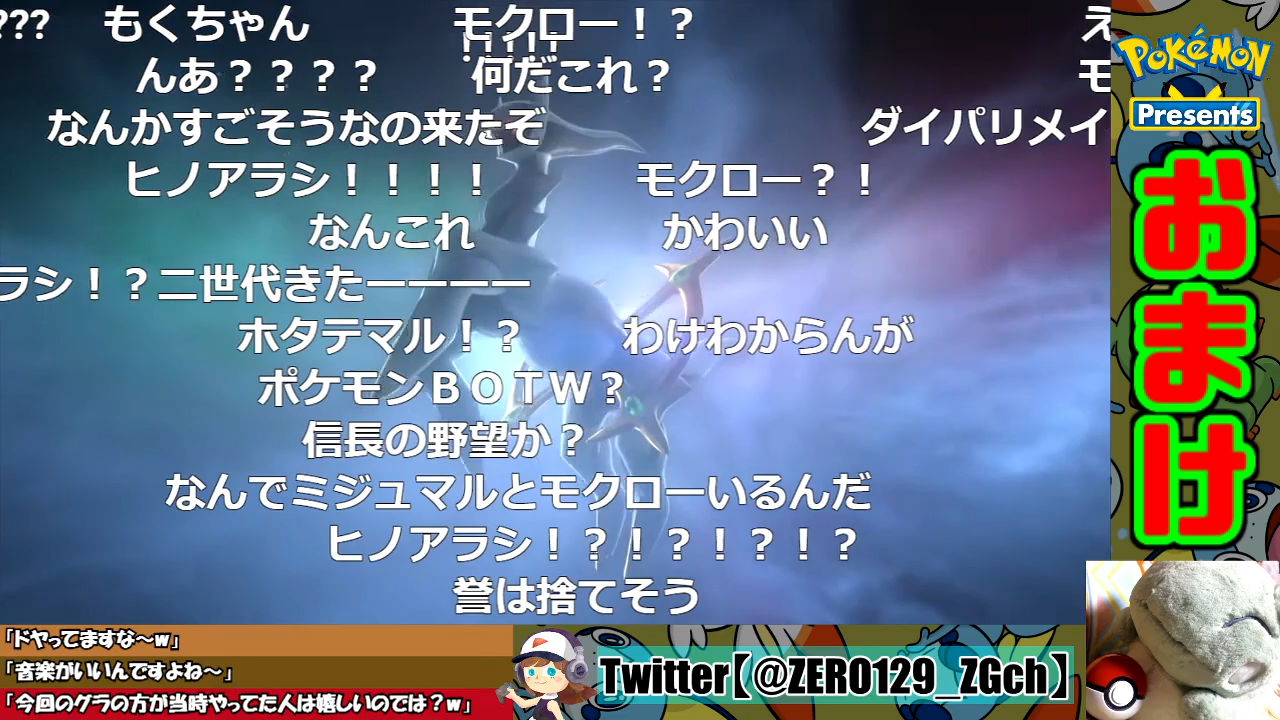 ???
もくちゃん
モクロー！？
え
!!!!!!
んあ？？？？
何だこれ？
モ
なんかすごそうなの来たぞ
ダイパリメイ
ヒノアラシ！！！！
モクロー？！
なんこれ
かわいい
ラシ！？二世代きたーーーー
ホタテマル！？
わけわからんが
ポケモンＢＯＴＷ？
信長の野望か？
なんでミジュマルとモクローいるんだ
ヒノアラシ！？！？！？！？
誉は捨てそう
POKéMON
Presents
おまけ
「ドヤってますな～w」
「音楽がいいんですよね～」
「今回のグラの方が当時やってた人は嬉しいのでは？w」
Twitter【@ZERO129_ZGch】